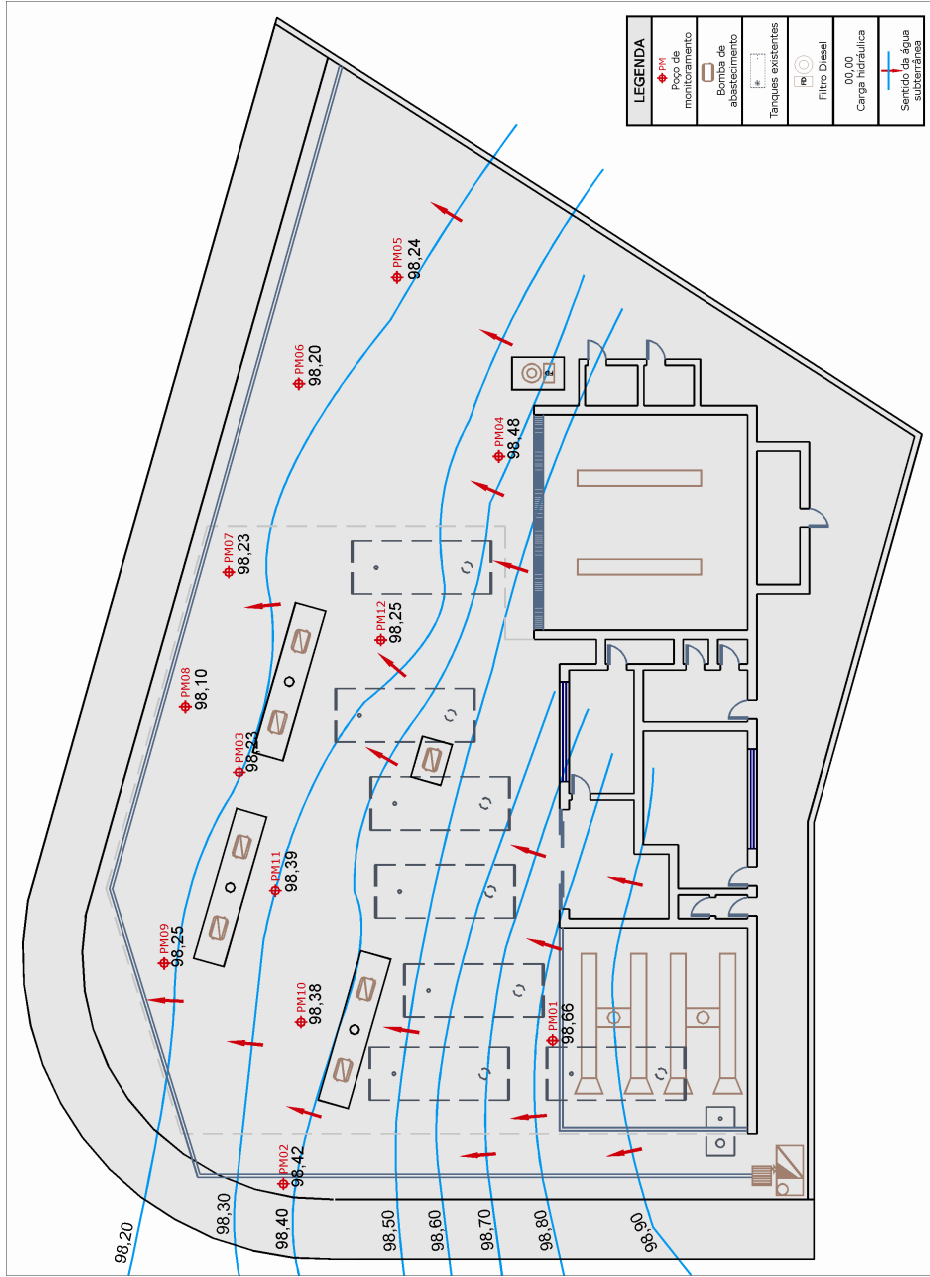 LEGENDA
PM
Poço de
monitoramento
Bomba de
abastecimento
Tanques existentes
FD
Filtro Diesel
00,00
Carga hidráulica
Sentido da água
subterrânea
PM05
98,24
PM06
98,20
FD
PM04
98,48
PM07
98,23
PM12
98,25
PM08
98,10
PM03
98,23
PM11
98,39
PM09
98,25
PM10
98,38
PM01
98,66
PM02
98,42
98,20
98,30
98,40
98,50
98,60
98,70
98,80
98,90